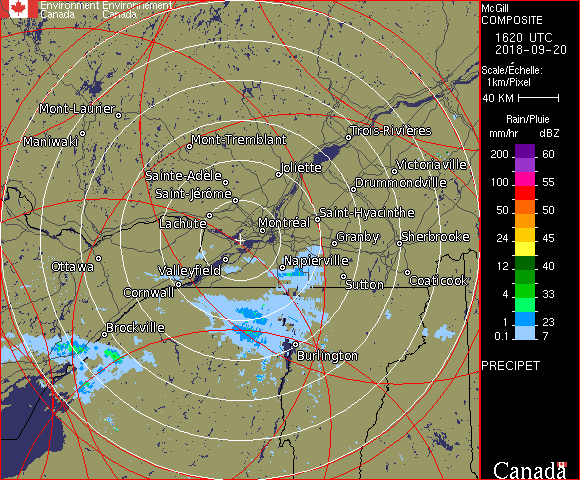 Environment Environnement
Canada Canada
McGill
COMPOSITE
1620 UTC
2018-09-20
Scale/Échelle:
1km/Pixel
40 KM
Rain/Pluie
mm/hr dBZ
200 60
55
100 55
50 50
24 45
12 40
4 33
1 23
0.1 7
PRECIPET
Canada
Mont-Laurier
Maniwaki
Mont-Tremblant
Trois-Rivières
Sainte-Adèle
Joliette
Victoriaville
Saint-Jérôme
Drummondville
Lachute
Montréal
Saint-Hyacinthe
Granby
Sherbrooke
Ottawa
Valleyfield
Napierville
Cornwall
Sutton
Coaticook
Brockville
Burlington